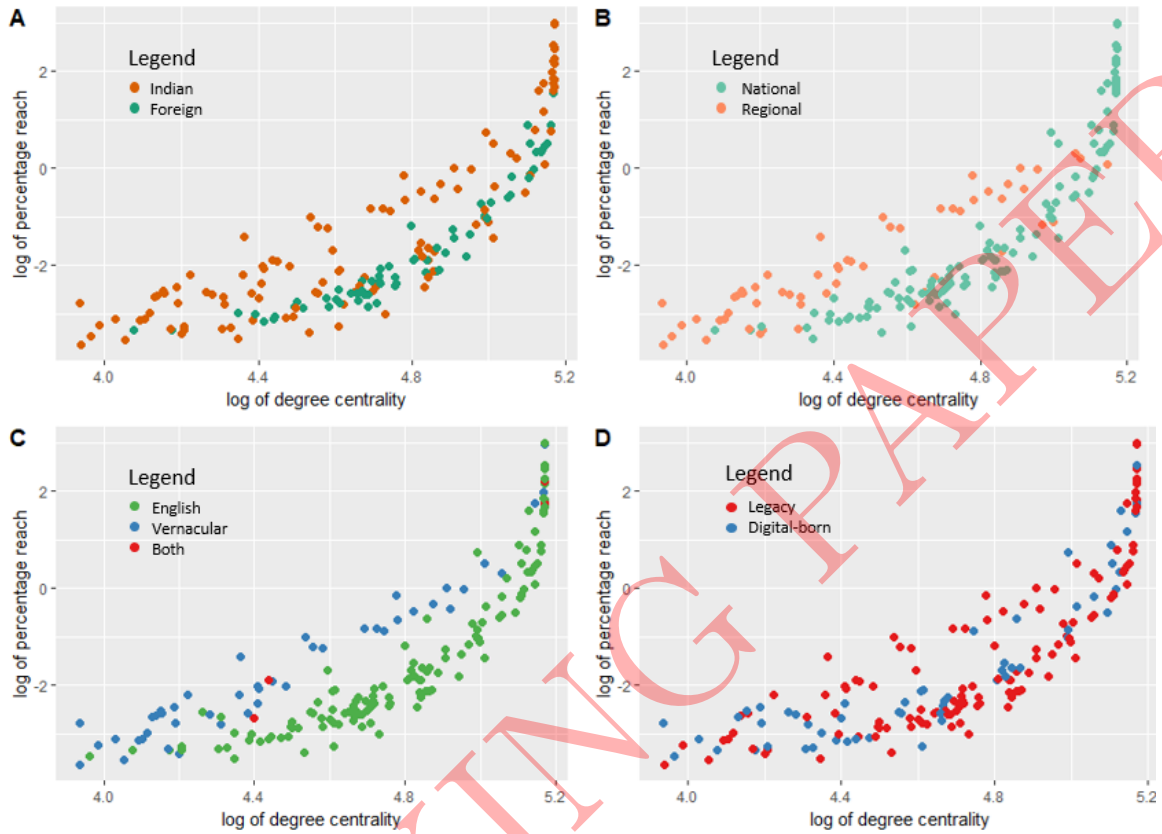 A
Legend
Indian
Foreign
log of percentage reach
2
0
-2
4.0 4.4 4.8 5.2
log of degree centrality
B
Legend
National
Regional
log of percentage reach
2
0
-2
4.0 4.4 4.8 5.2
log of degree centrality
C
Legend
English
Vernacular
Both
log of percentage reach
2
0
-2
4.0 4.4 4.8 5.2
log of degree centrality
D
Legend
Legacy
Digital-born
log of percentage reach
2
0
-2
4.0 4.4 4.8 5.2
log of degree centrality
NG PAPE